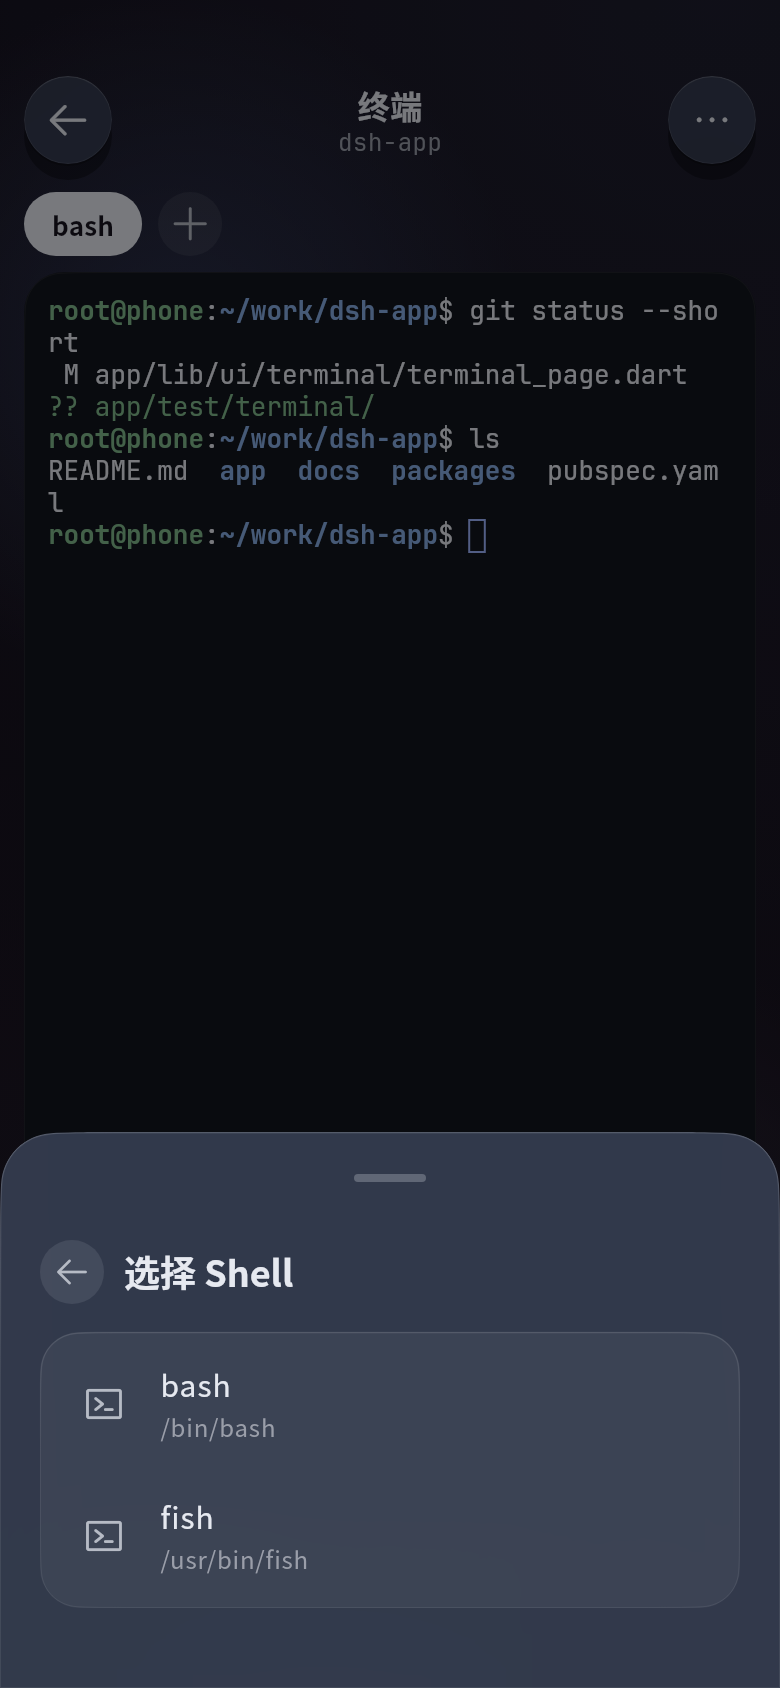 终端
dsh-app
bash
root@phone:~/work/dsh-app$ git status --sho
rt
 M app/lib/ui/terminal/terminal_page.dart
?? app/test/terminal/
root@phone:~/work/dsh-app$ ls
README.md  app  docs  packages  pubspec.yam
l
root@phone:~/work/dsh-app$
选择 Shell
bash
/bin/bash
fish
/usr/bin/fish